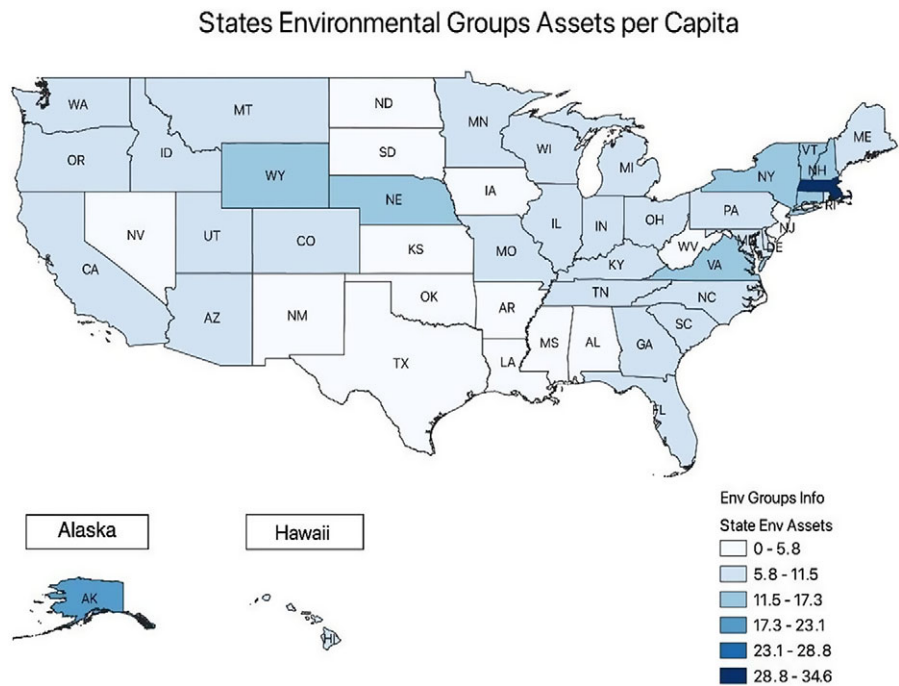 States Environmental Groups Assets per Capita
WA
MT
ND
MN
ME
OR
ID
SD
WI
MI
VT
NH
NY
WY
IA
NE
PA
CT
RI
NV
UT
CO
KS
MO
IL
IN
OH
NJ
MD
DE
WV
VA
KY
CA
AZ
NM
OK
AR
TN
NC
SC
TX
LA
MS
AL
GA
FL
Alaska
AK
Hawaii
HI
Env Groups Info
State Env Assets
0 - 5.8
5.8 - 11.5
11.5 - 17.3
17.3 - 23.1
23.1 - 28.8
28.8 - 34.6